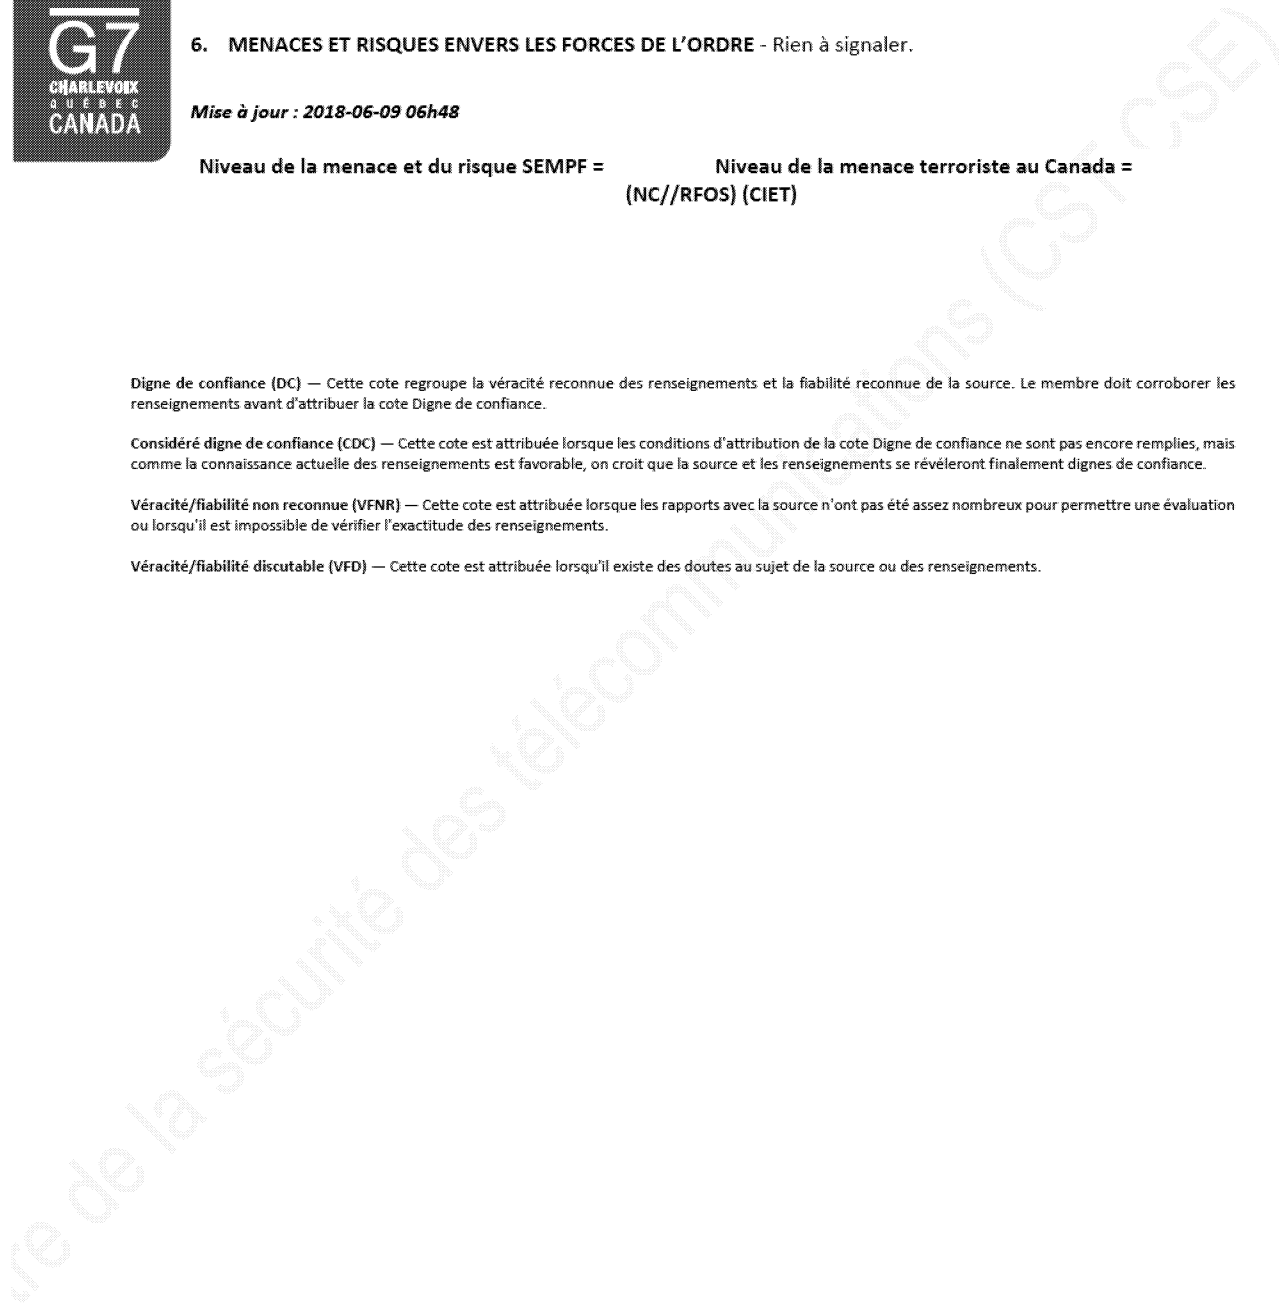 G7
CHARLEVOIX
QUÉBEC
CANADA
6. MENACES ET RISQUES ENVERS LES FORCES DE L’ORDRE - Rien à signaler.
Mise à jour : 2018-06-09 06h48
Niveau de la menace et du risque SEMPF = Niveau de la menace terroriste au Canada =
(NC//RFOS) (CIET)
Digne de confiance (DC) — Cette cote regroupe la véracité reconnue des renseignements et la fiabilité reconnue de la source. Le membre doit corroborer les
renseignements avant d'attribuer la cote Digne de confiance.
Considéré digne de confiance (CDC) — Cette cote est attribuée lorsque les conditions d'attribution de la cote Digne de confiance ne sont pas encore remplies, mais
comme la connaissance actuelle des renseignements est favorable, on croit que la source et les renseignements se révéleront finalement dignes de confiance.
Véracité/fiabilité non reconnue (VFNR) — Cette cote est attribuée lorsque les rapports avec la source n'ont pas été assez nombreux pour permettre une évaluation
ou lorsqu'il est impossible de vérifier l'exactitude des renseignements.
Véracité/fiabilité discutable (VFD) — Cette cote est attribuée lorsqu'il existe des doutes au sujet de la source ou des renseignements.
re de la sécurité des télécommunications (CST CSE)